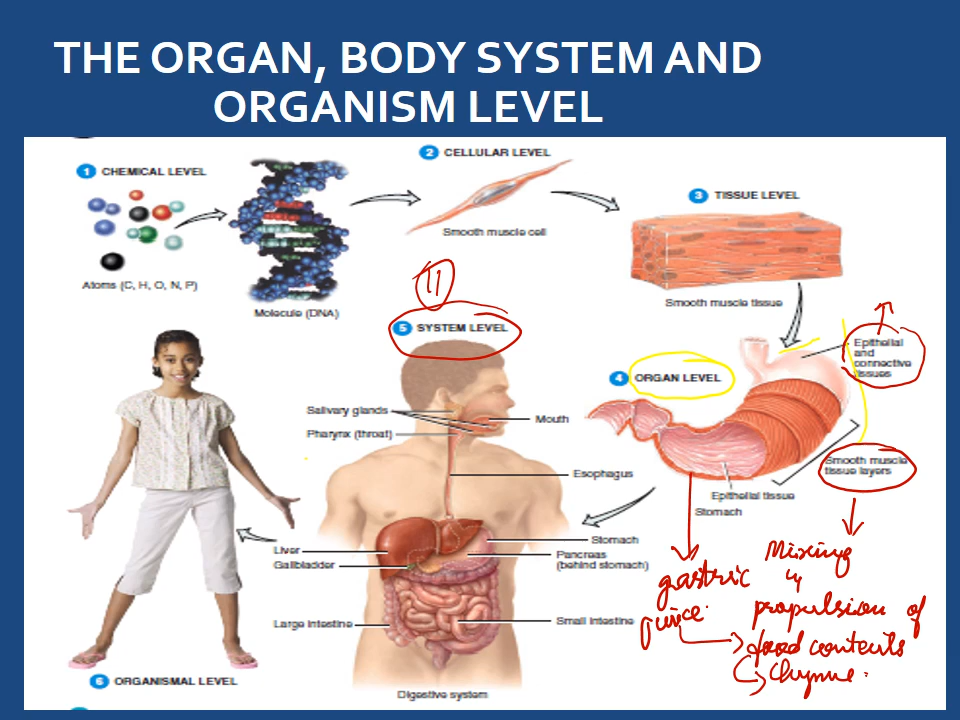 THE ORGAN, BODY SYSTEM AND
ORGANISM LEVEL
1 CHEMICAL LEVEL
Atoms (C, H, O, N, P)
Molecule (DNA)
2 CELLULAR LEVEL
Smooth muscle cell
3 TISSUE LEVEL
Smooth muscle tissue
4 ORGAN LEVEL
Epithelial
and
connective
tissues
Smooth muscle
tissue layers
Epithelial tissue
Stomach
11
5 SYSTEM LEVEL
Salivary glands
Pharynx (throat)
Mouth
Esophagus
Liver
Gallbladder
Stomach
Pancreas
(behind stomach)
Large intestine
Small intestine
Digestive system
6 ORGANISMAL LEVEL
gastric
juice
Mixing
propulsion of
food contents
Chyme